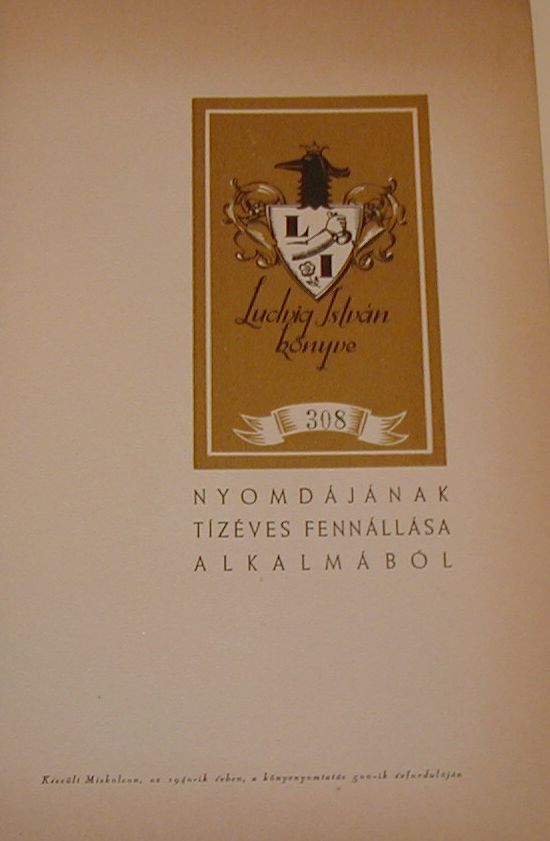 L
I
Ludvig István
könyve
308
NYOMDÁJÁNAK
TÍZÉVES FENNÁLLÁSA
ALKALMÁBÓL
Készült Miskolcon, az 1940-ik évben, a könyvnyomtatás 500-ik évfordulóján